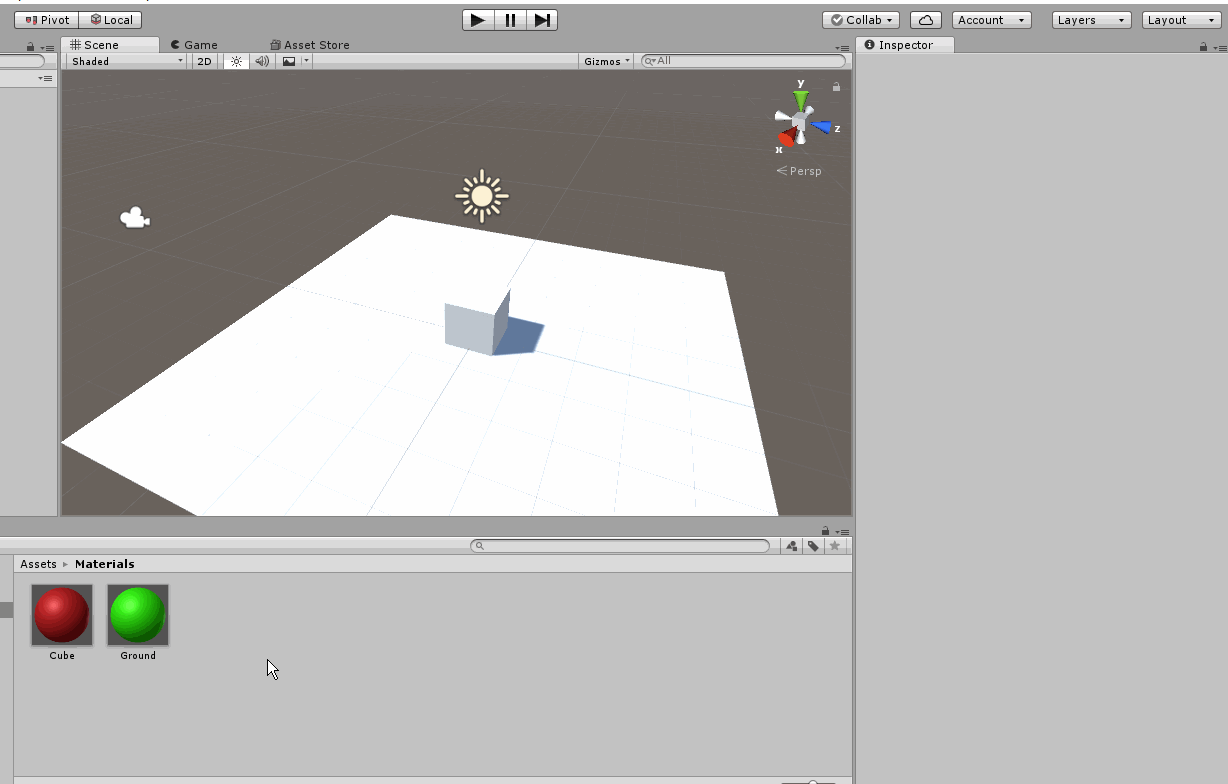 Pivot Local Collab Account Layers Layout
Scene Game Asset Store Inspector
Shaded 2D Gizmos All
y
z
x
Persp
Assets Materials
Cube Ground